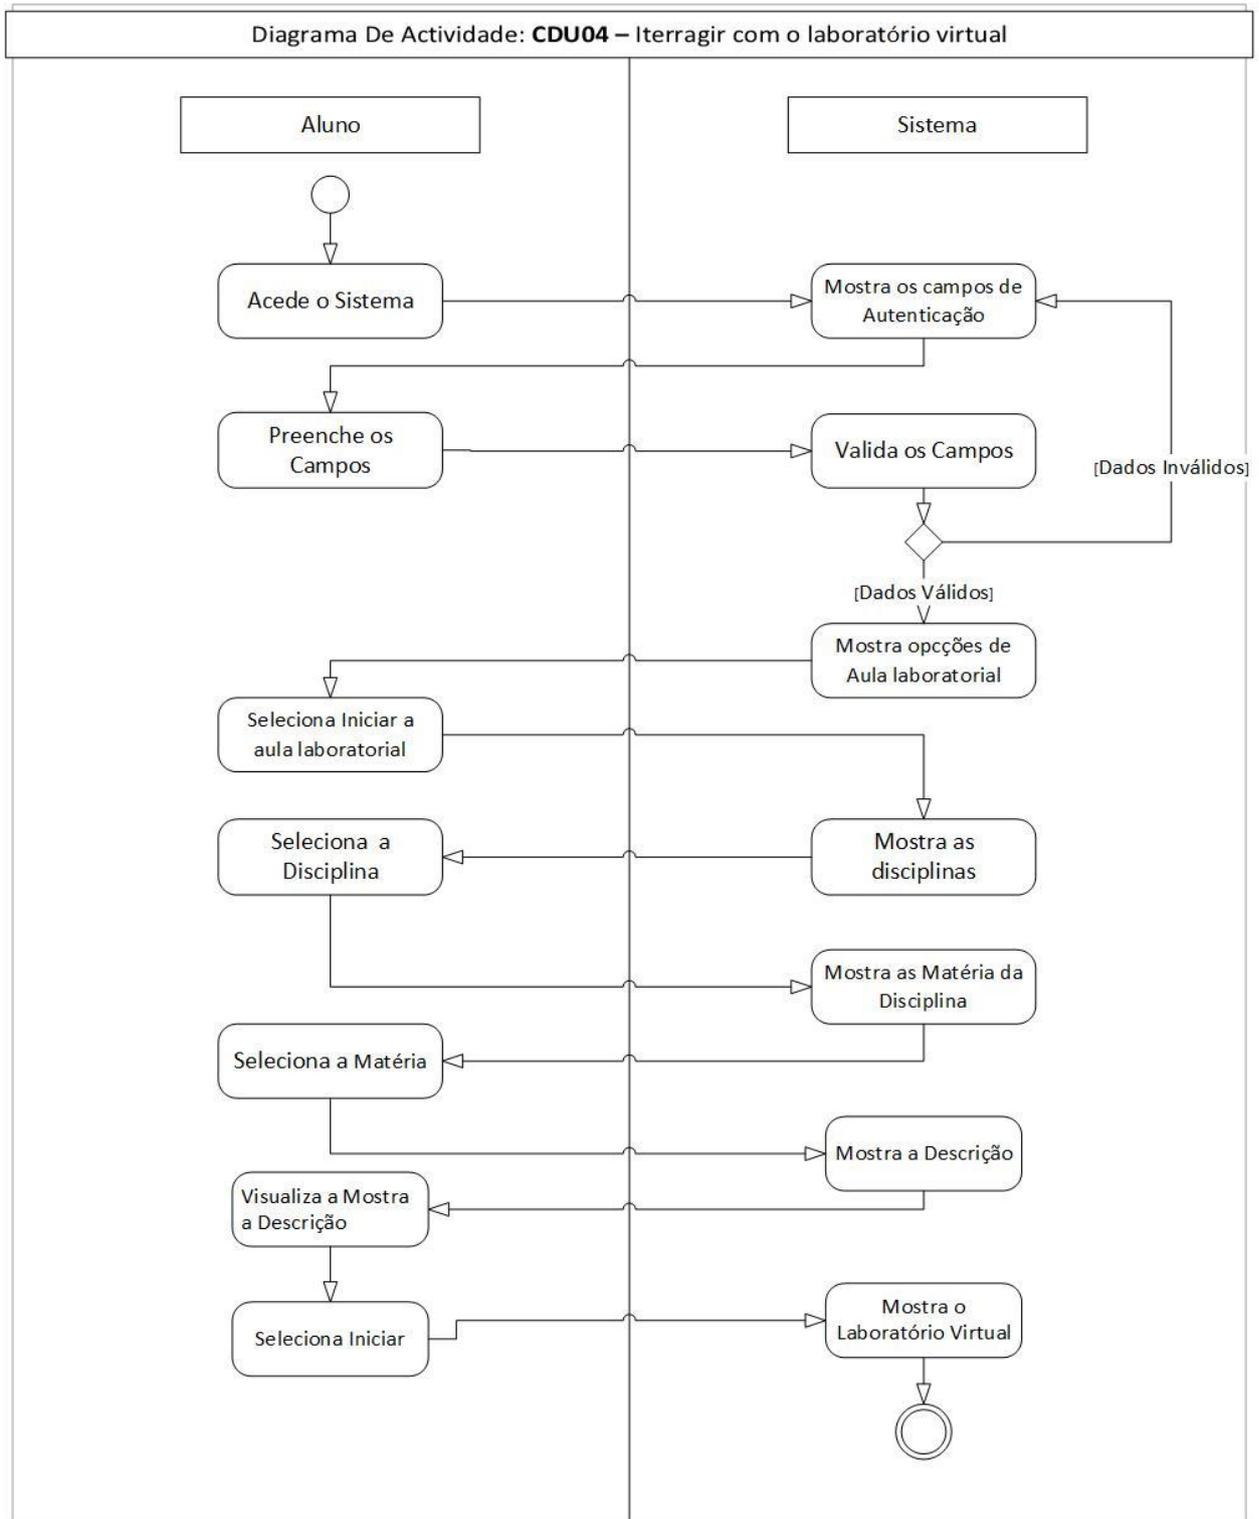 Diagrama De Actividade: CDU04 – Iterragir com o laboratório virtual
Aluno
Sistema
Acede o Sistema
Mostra os campos de
Autenticação
Preenche os
Campos
Valida os Campos
[Dados Inválidos]
[Dados Válidos]
Mostra opcções de
Aula laboratorial
Seleciona Iniciar a
aula laboratorial
Seleciona a
Disciplina
Mostra as
disciplinas
Mostra as Matéria da
Disciplina
Seleciona a Matéria
Mostra a Descrição
Visualiza a Mostra
a Descrição
Seleciona Iniciar
Mostra o
Laboratório Virtual